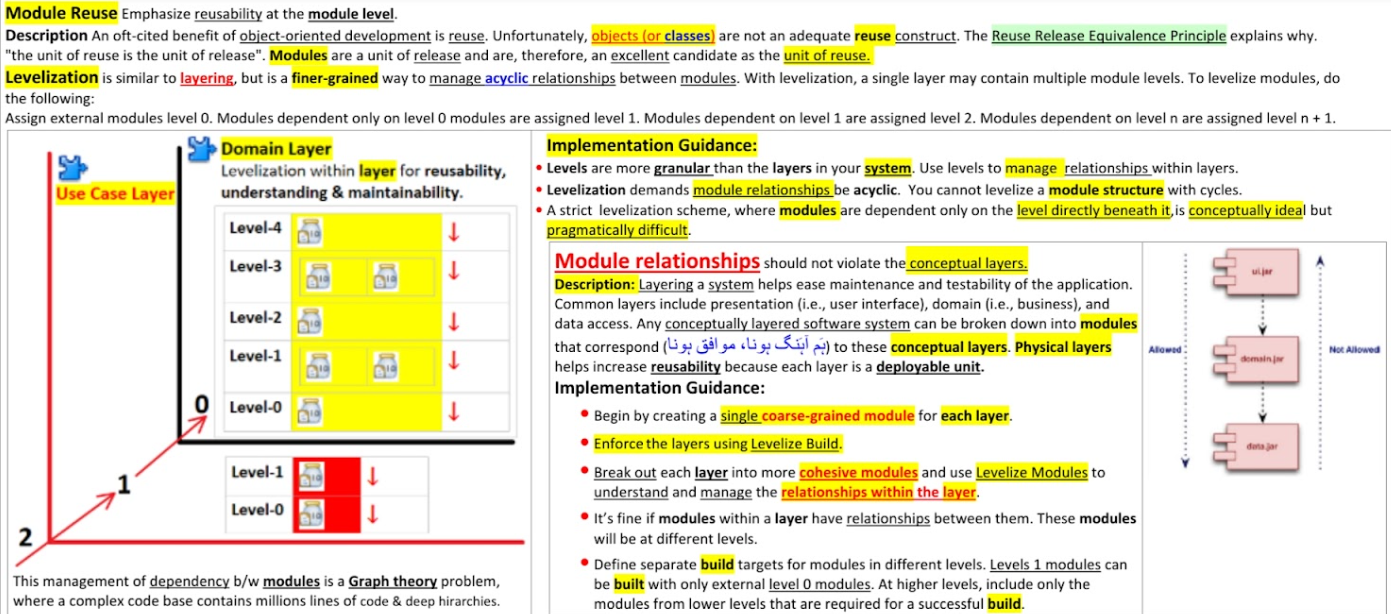 Module Reuse Emphasize reusability at the module level.
Description An oft-cited benefit of object-oriented development is reuse. Unfortunately, objects (or classes) are not an adequate reuse construct. The Reuse Release Equivalence Principle explains why.
"the unit of reuse is the unit of release". Modules are a unit of release and are, therefore, an excellent candidate as the unit of reuse.
Levelization is similar to layering, but is a finer-grained way to manage acyclic relationships between modules. With levelization, a single layer may contain multiple module levels. To levelize modules, do
the following:
Assign external modules level 0. Modules dependent only on level 0 modules are assigned level 1. Modules dependent on level 1 are assigned level 2. Modules dependent on level n are assigned level n + 1.
Use Case Layer
Domain Layer
Levelization within layer for reusability,
understanding & maintainability.
Level-4
Level-3
Level-2
Level-1
Level-0
0
1
2
Level-1
Level-0
This management of dependency b/w modules is a Graph theory problem,
where a complex code base contains millions lines of code & deep hirarchies.
Implementation Guidance:
• Levels are more granular than the layers in your system. Use levels to manage relationships within layers.
• Levelization demands module relationships be acyclic. You cannot levelize a module structure with cycles.
• A strict levelization scheme, where modules are dependent only on the level directly beneath it,is conceptually ideal but
pragmatically difficult.
Module relationships should not violate the conceptual layers.
Description: Layering a system helps ease maintenance and testability of the application.
Common layers include presentation (i.e., user interface), domain (i.e., business), and
data access. Any conceptually layered software system can be broken down into modules
that correspond (ہَم آہَنگ ہونا، موافق ہونا) to these conceptual layers. Physical layers
helps increase reusability because each layer is a deployable unit.
Implementation Guidance:
• Begin by creating a single coarse-grained module for each layer.
• Enforce the layers using Levelize Build.
• Break out each layer into more cohesive modules and use Levelize Modules to
understand and manage the relationships within the layer.
• It's fine if modules within a layer have relationships between them. These modules
will be at different levels.
• Define separate build targets for modules in different levels. Levels 1 modules can
be built with only external level 0 modules. At higher levels, include only the
modules from lower levels that are required for a successful build.
Allowed
ui.jar
domain.jar
data.jar
Not Allowed